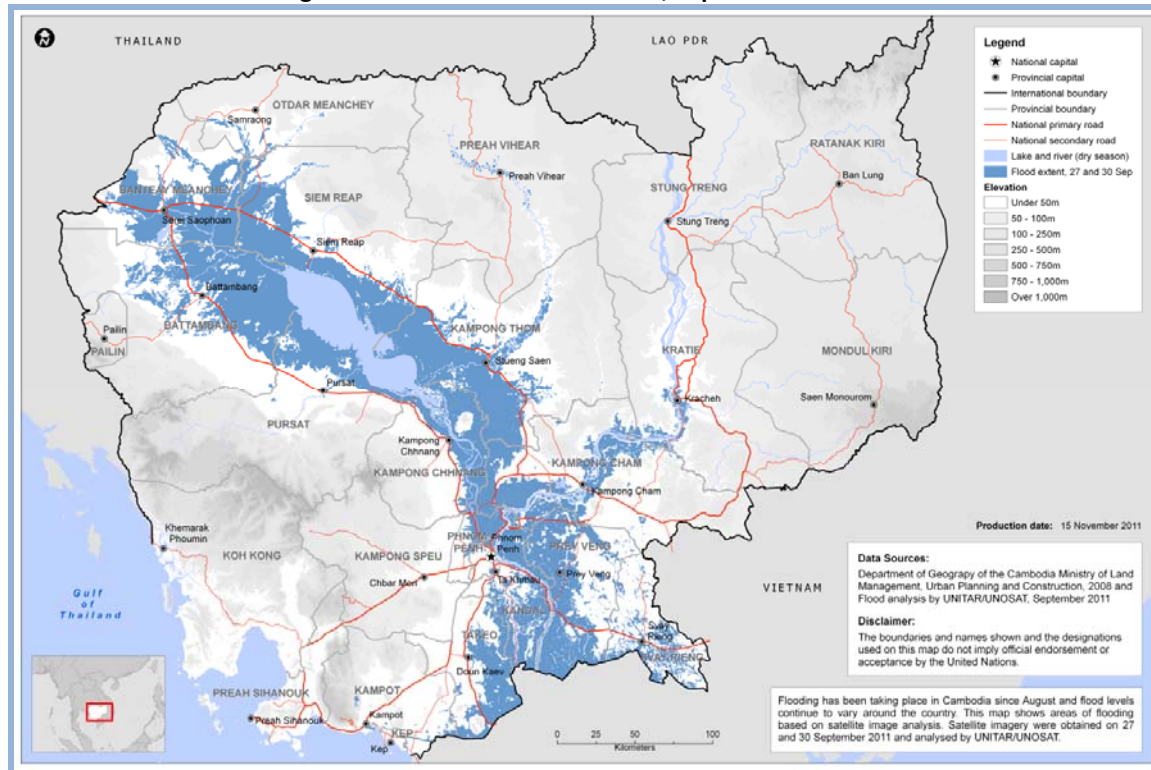 THAILAND
LAO PDR
OTDAR MEANCHEY
Samraong
PREAH VIHEAR
Preah Vihear
RATANAK KIRI
Ban Lung
STUNG TRENG
Stung Treng
BANTEAY MEANCHEY
Serei Saophoan
SIEM REAP
Siem Reap
Battambang
BATTAMBANG
Pailin
PAILIN
KAMPONG THOM
Stueng Saen
KRATIE
Kracheh
MONDUL KIRI
Saen Monourom
Pursat
PURSAT
Kampong
Chhnang
KAMPONG CHHNANG
KAMPONG CHAM
Kampong Cham
Khemarak
Phoumin
KOH KONG
KAMPONG SPEU
Chbar Mon
PHNOM
PENH
Phnom
Penh
Ta Khmau
PREY VENG
Prey Veng
KANDAL
VIETNAM
Gulf
of
Thailand
TAKEO
Doun Kaev
Svay
Rieng
SVAY RIENG
PREAH SIHANOUK
Preah Sihanouk
KAMPOT
Kampot
KEP
Kep
0 25 50 100
Kilometers
Legend
National capital
Provincial capital
International boundary
Provincial boundary
National primary road
National secondary road
Lake and river (dry season)
Flood extent, 27 and 30 Sep
Elevation
Under 50m
50 - 100m
100 - 250m
250 - 500m
500 - 750m
750 - 1,000m
Over 1,000m
Production date: 15 November 2011
Data Sources:
Department of Geograpy of the Cambodia Ministry of Land
Management, Urban Planning and Construction, 2008 and
Flood analysis by UNITAR/UNOSAT, September 2011
Disclaimer:
The boundaries and names shown and the designations
used on this map do not imply official endorsement or
acceptance by the United Nations.
Flooding has been taking place in Cambodia since August and flood levels
continue to vary around the country. This map shows areas of flooding
based on satellite image analysis. Satellite imagery were obtained on 27
and 30 September 2011 and analysed by UNITAR/UNOSAT.